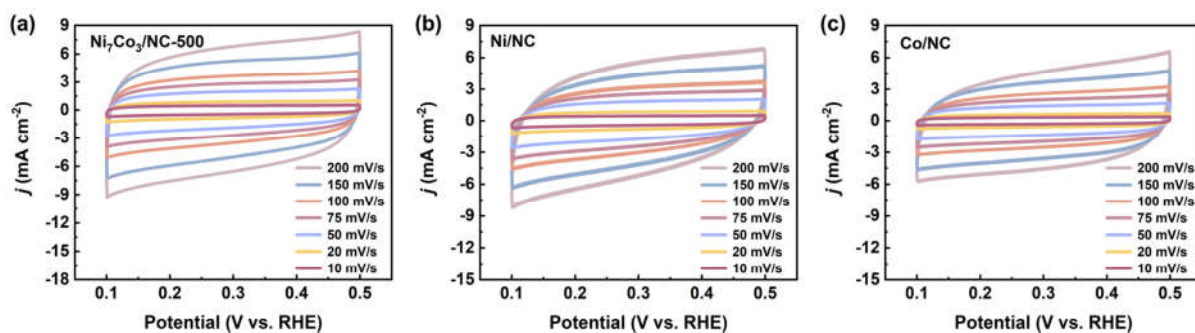 (a)
Ni₇Co₃/NC-500
9
6
3
0
-3
-6
-9
-12
-15
-18
j (mA cm⁻²)
200 mV/s
150 mV/s
100 mV/s
75 mV/s
50 mV/s
20 mV/s
10 mV/s
0.1 0.2 0.3 0.4 0.5
Potential (V vs. RHE)
(b)
Ni/NC
9
6
3
0
-3
-6
-9
-12
-15
j (mA cm⁻²)
200 mV/s
150 mV/s
100 mV/s
75 mV/s
50 mV/s
20 mV/s
10 mV/s
0.1 0.2 0.3 0.4 0.5
Potential (V vs. RHE)
(c)
Co/NC
9
6
3
0
-3
-6
-9
-12
-15
j (mA cm⁻²)
200 mV/s
150 mV/s
100 mV/s
75 mV/s
50 mV/s
20 mV/s
10 mV/s
0.1 0.2 0.3 0.4 0.5
Potential (V vs. RHE)